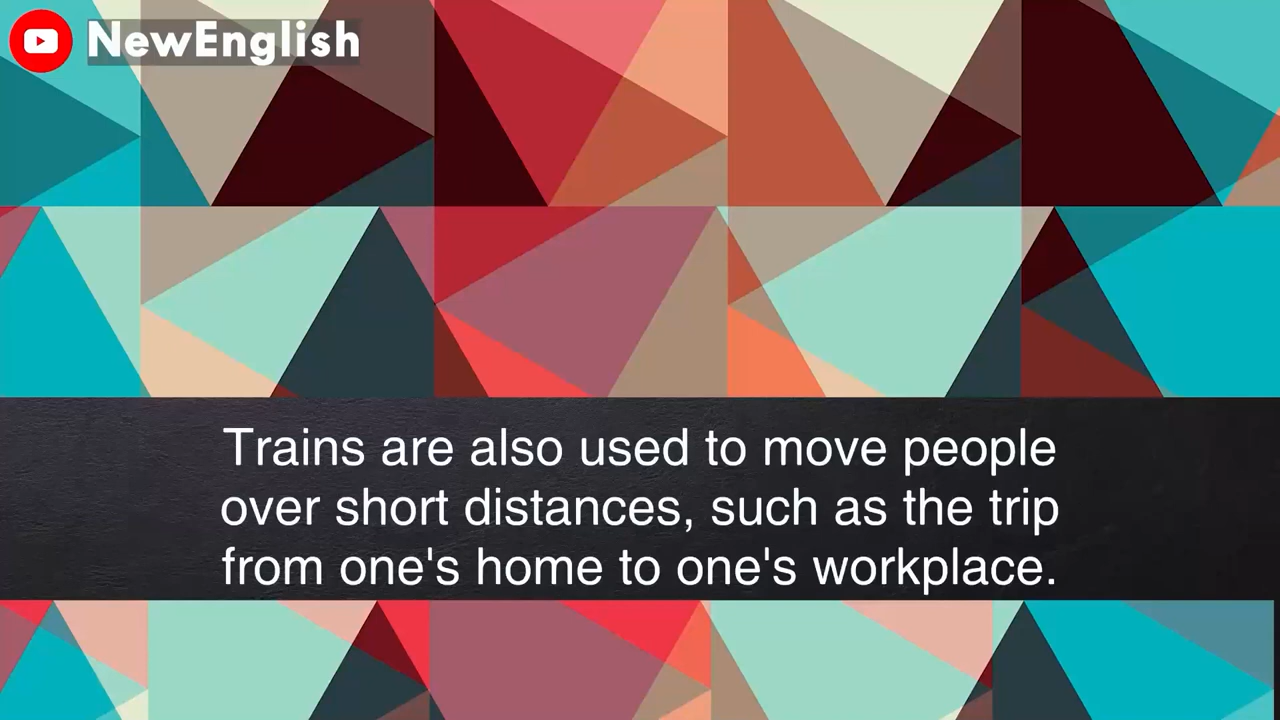 NewEnglish
Trains are also used to move people
over short distances, such as the trip
from one's home to one's workplace.